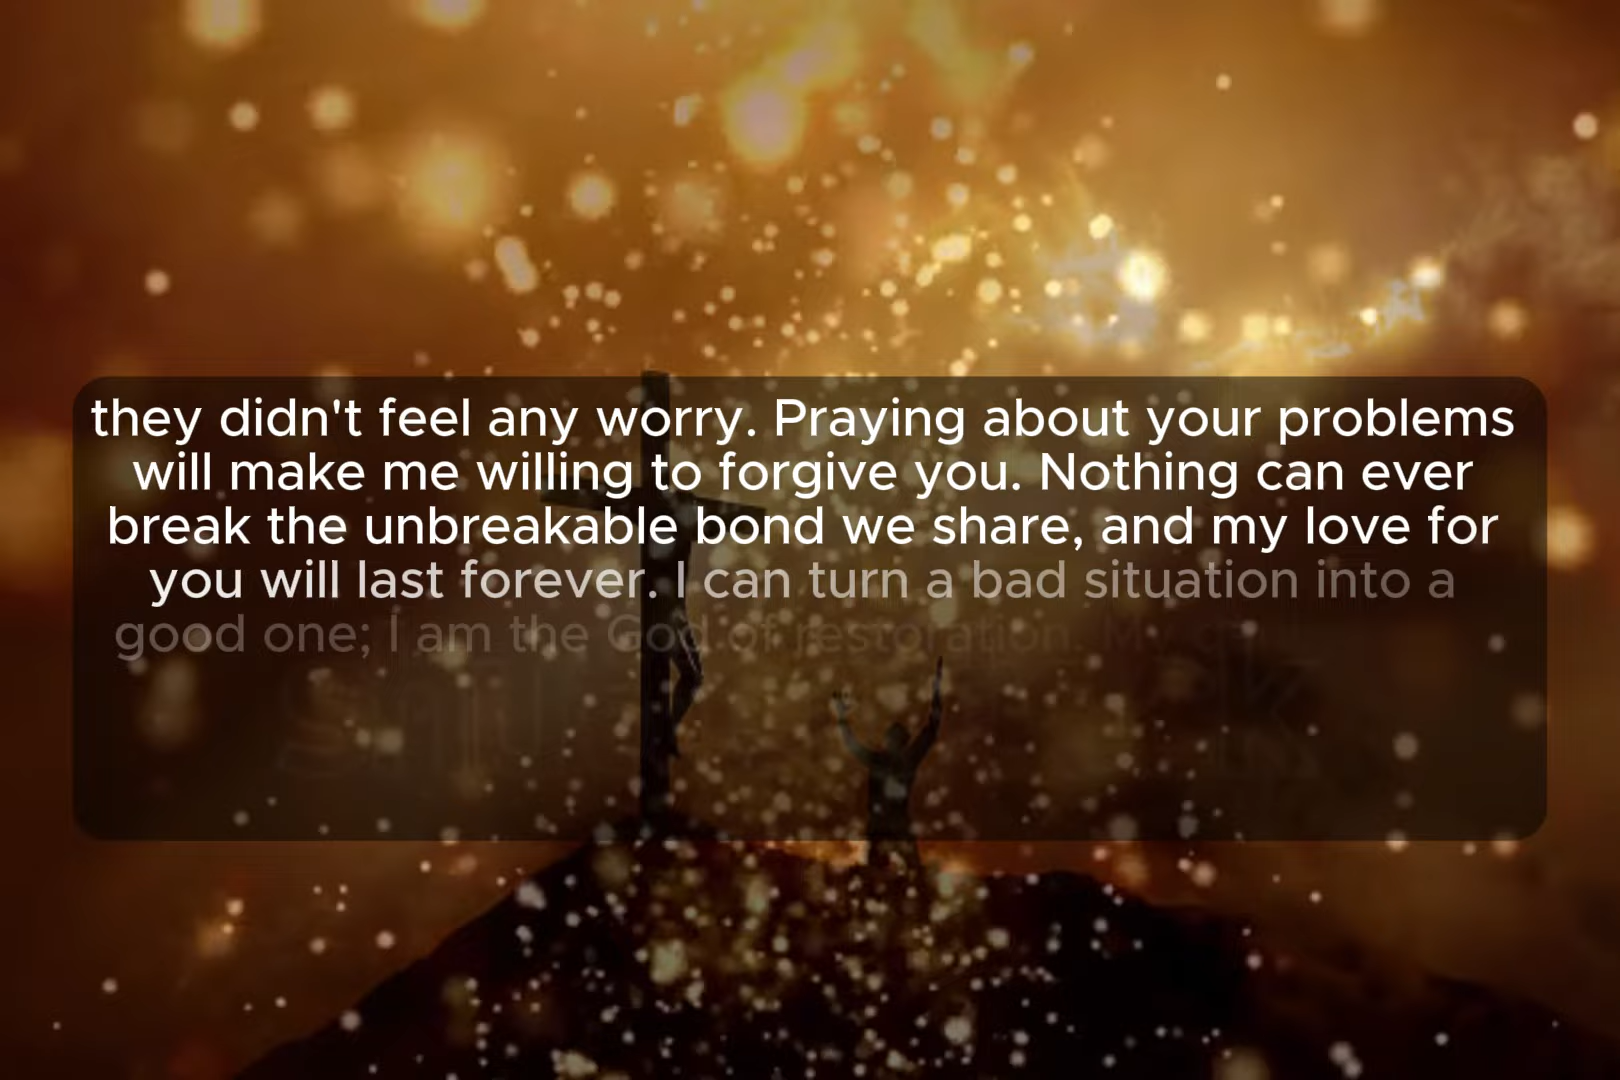 they didn't feel any worry. Praying about your problems
will make me willing to forgive you. Nothing can ever
break the unbreakable bond we share, and my love for
you will last forever. I can turn a bad situation into a
good one; I am the God of restoration. My